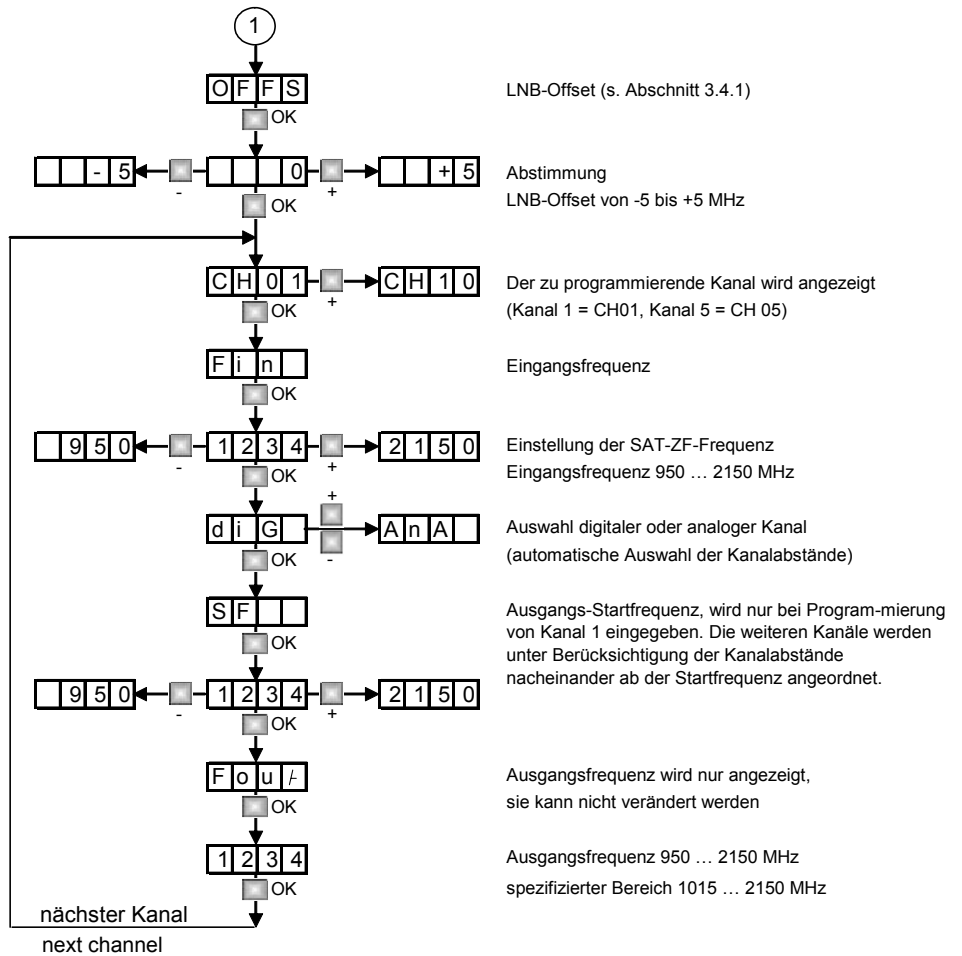 1
OFFS
LNB-Offset (s. Abschnitt 3.4.1)
OK
- 5
0
+ 5
Abstimmung
- +
OK
LNB-Offset von -5 bis +5 MHz
CH01
CH10
Der zu programmierende Kanal wird angezeigt
+
OK
(Kanal 1 = CH01, Kanal 5 = CH 05)
Fin
Eingangsfrequenz
OK
950
1234
2150
Einstellung der SAT-ZF-Frequenz
- +
OK
Eingangsfrequenz 950 … 2150 MHz
+
diG
AnA
Auswahl digitaler oder analoger Kanal
OK
-
(automatische Auswahl der Kanalabstände)
SF
Ausgangs-Startfrequenz, wird nur bei Program-mierung
OK
von Kanal 1 eingegeben. Die weiteren Kanäle werden
unter Berücksichtigung der Kanalabstände
nacheinander ab der Startfrequenz angeordnet.
950
1234
2150
- +
OK
Fou⊦
Ausgangsfrequenz wird nur angezeigt,
OK
sie kann nicht verändert werden
1234
Ausgangsfrequenz 950 … 2150 MHz
OK
spezifizierter Bereich 1015 … 2150 MHz
nächster Kanal
next channel